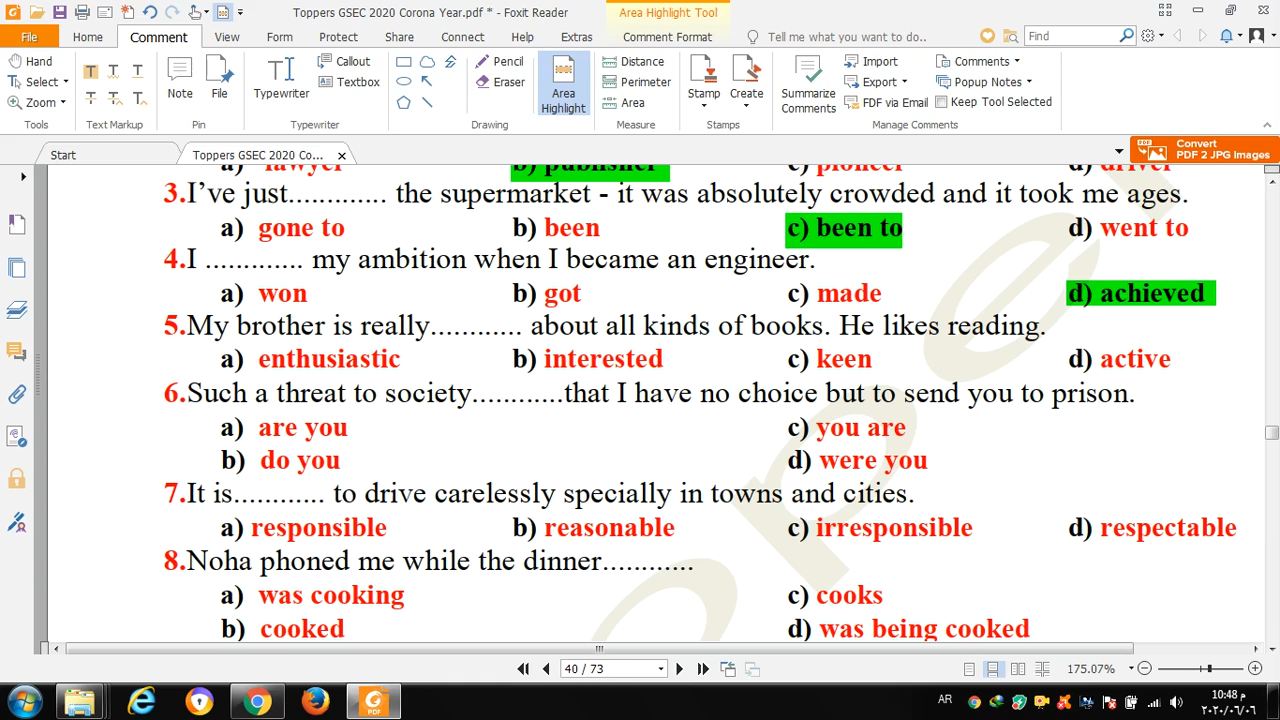 Toppers GSEC 2020 Corona Year.pdf * - Foxit Reader
Area Highlight Tool
File Home Comment View Form Protect Share Connect Help Extras Comment Format Tell me what you want to do... Find
Hand
Select
Zoom
Tools
Text Markup
Note
File
Pin
Typewriter
Callout
Textbox
Typewriter
Pencil
Eraser
Drawing
Area Highlight
Distance
Perimeter
Area
Measure
Stamp
Create
Stamps
Summarize Comments
Import
Export
FDF via Email
Comments
Popup Notes
Keep Tool Selected
Manage Comments
Start
Toppers GSEC 2020 Co...
Convert
PDF 2 JPG Images
a) lawyer b) publisher c) pioneer d) driver
3.I’ve just............. the supermarket - it was absolutely crowded and it took me ages.
a) gone to b) been c) been to d) went to
4.I ............. my ambition when I became an engineer.
a) won b) got c) made d) achieved
5.My brother is really............ about all kinds of books. He likes reading.
a) enthusiastic b) interested c) keen d) active
6.Such a threat to society............that I have no choice but to send you to prison.
a) are you c) you are
b) do you d) were you
7.It is............ to drive carelessly specially in towns and cities.
a) responsible b) reasonable c) irresponsible d) respectable
8.Noha phoned me while the dinner............
a) was cooking c) cooks
b) cooked d) was being cooked
40 / 73
175.07%
AR
10:48 م
٢٠٢٠/٠٦/٠٦